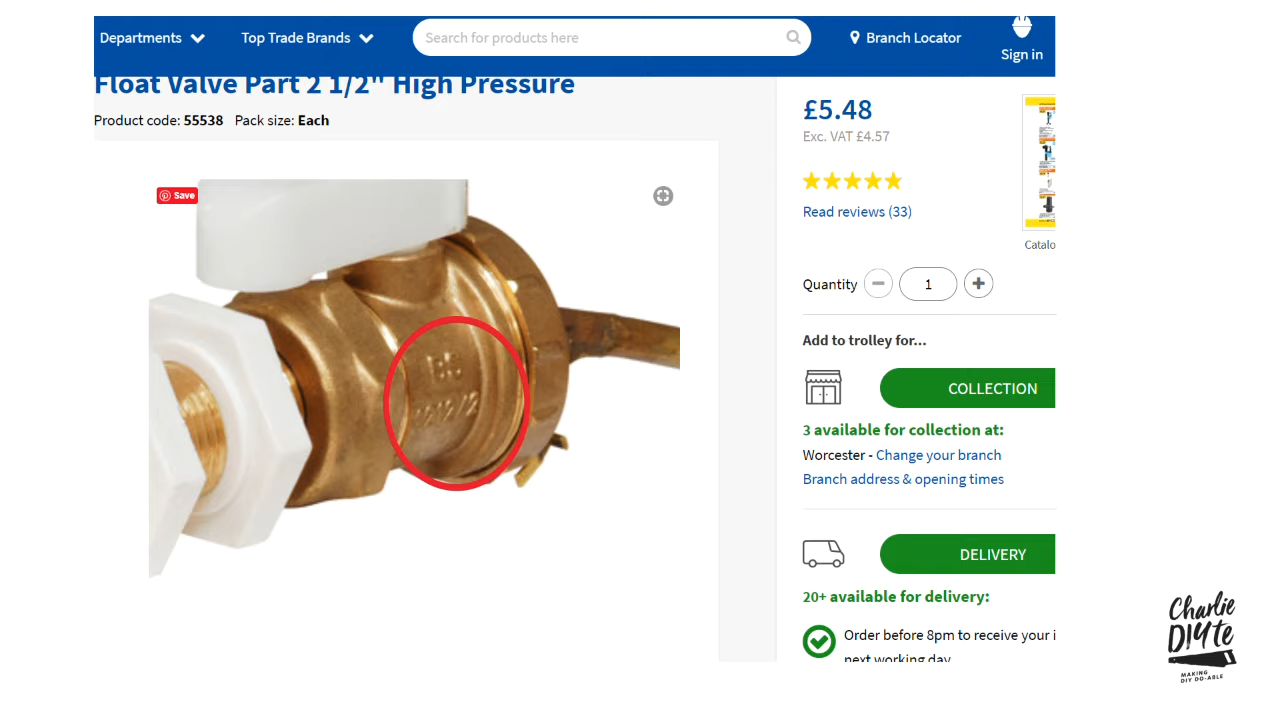 Departments
Top Trade Brands
Search for products here
Branch Locator
Sign in
Float Valve Part 2 1/2" High Pressure
Product code: 55538 Pack size: Each
Save
£5.48
Exc. VAT £4.57
Read reviews (33)
Catalo
Quantity
1
Add to trolley for...
COLLECTION
3 available for collection at:
Worcester - Change your branch
Branch address & opening times
DELIVERY
20+ available for delivery:
Order before 8pm to receive your i
next working day
Charlie
DIYte
MAKING
DIY DO-ABLE